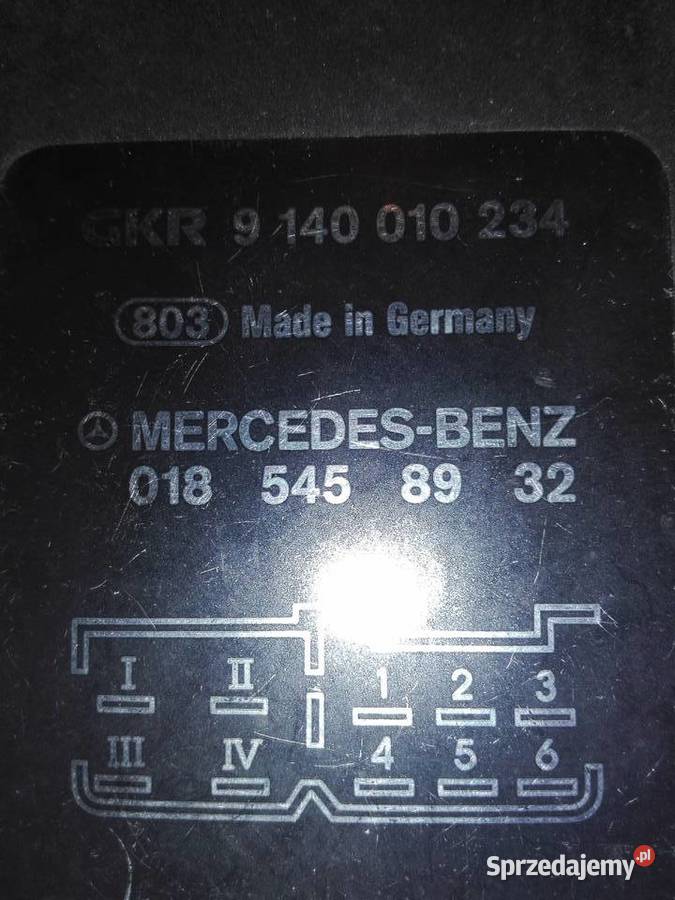 GKR 9 140 010 234
803 Made in Germany
MERCEDES-BENZ
018 545 89 32
I II 1 2 3
III IV 4 5 6
Sprzedajemy.pl